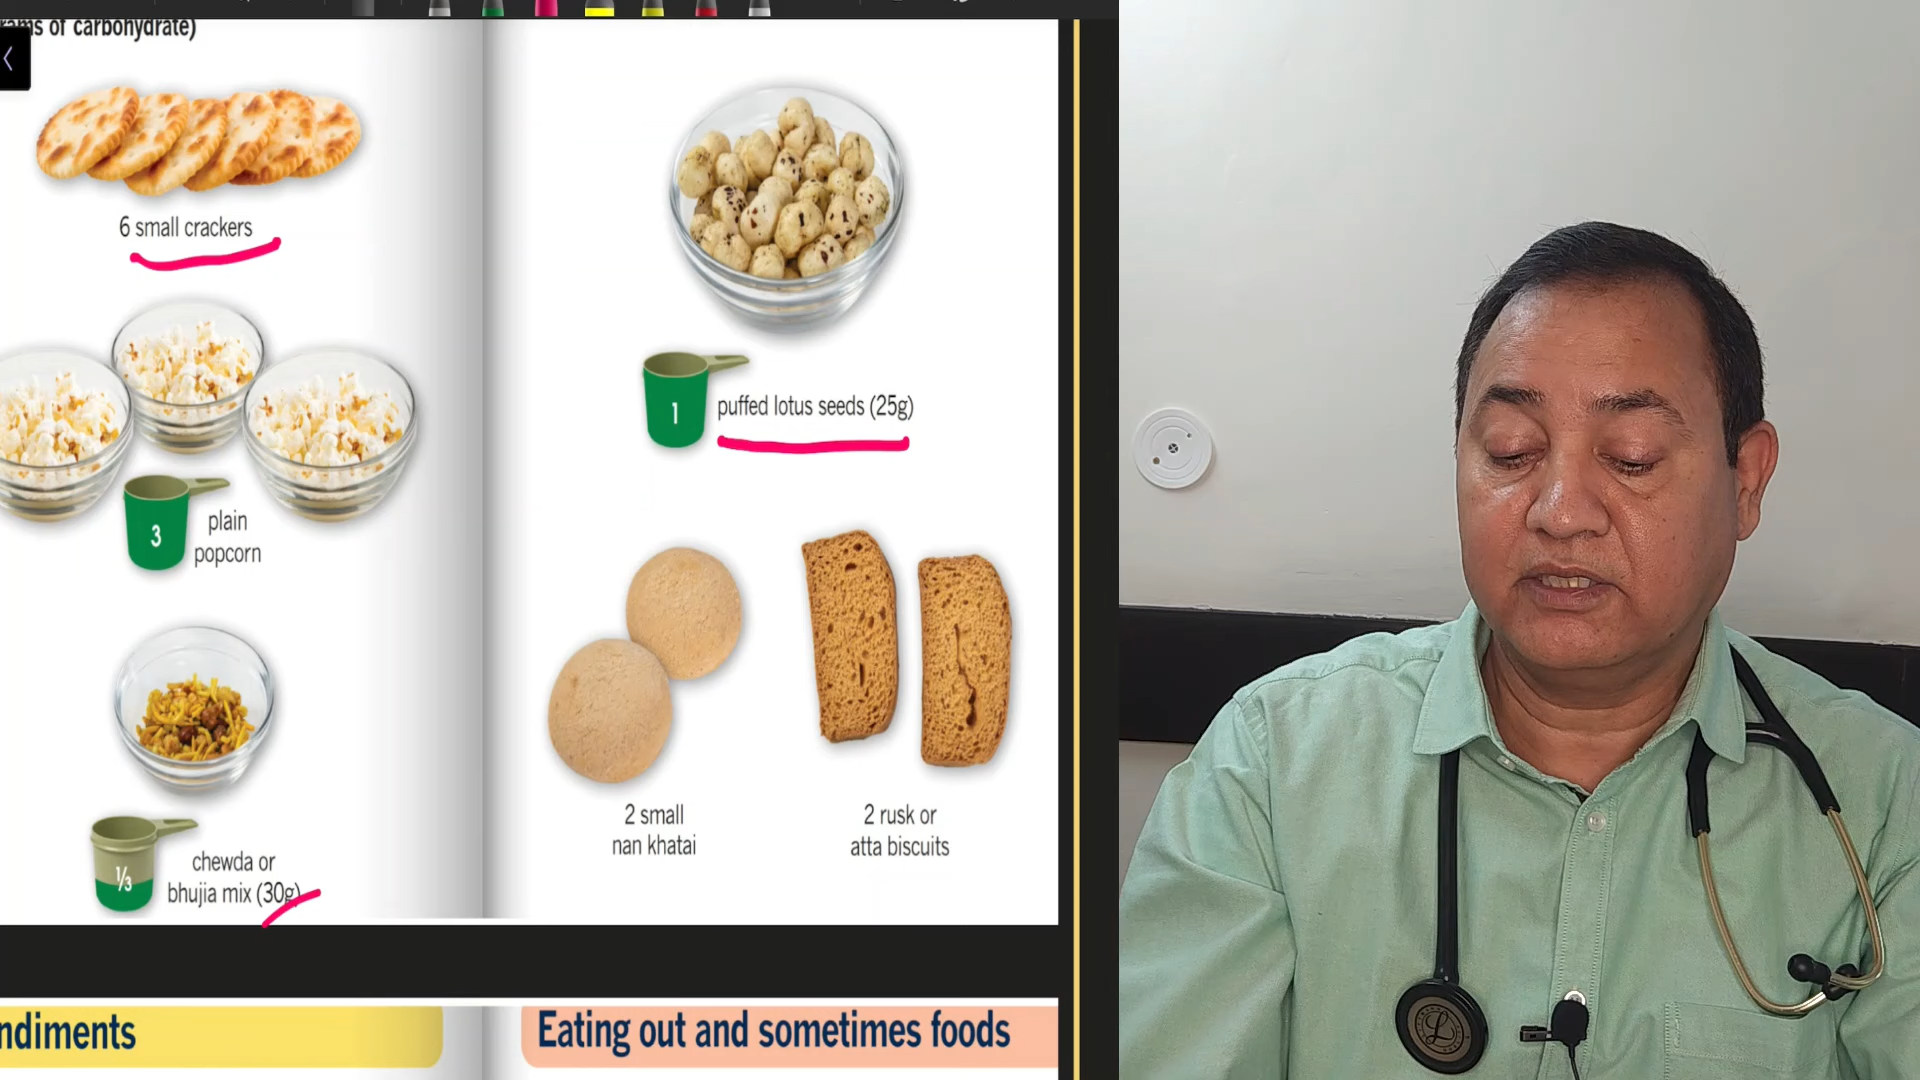 ms of carbohydrate)
6 small crackers
3
plain
popcorn
1/3
chewda or
bhujia mix (30g)
1
puffed lotus seeds (25g)
2 small
nan khatai
2 rusk or
atta biscuits
ndiments
Eating out and sometimes foods